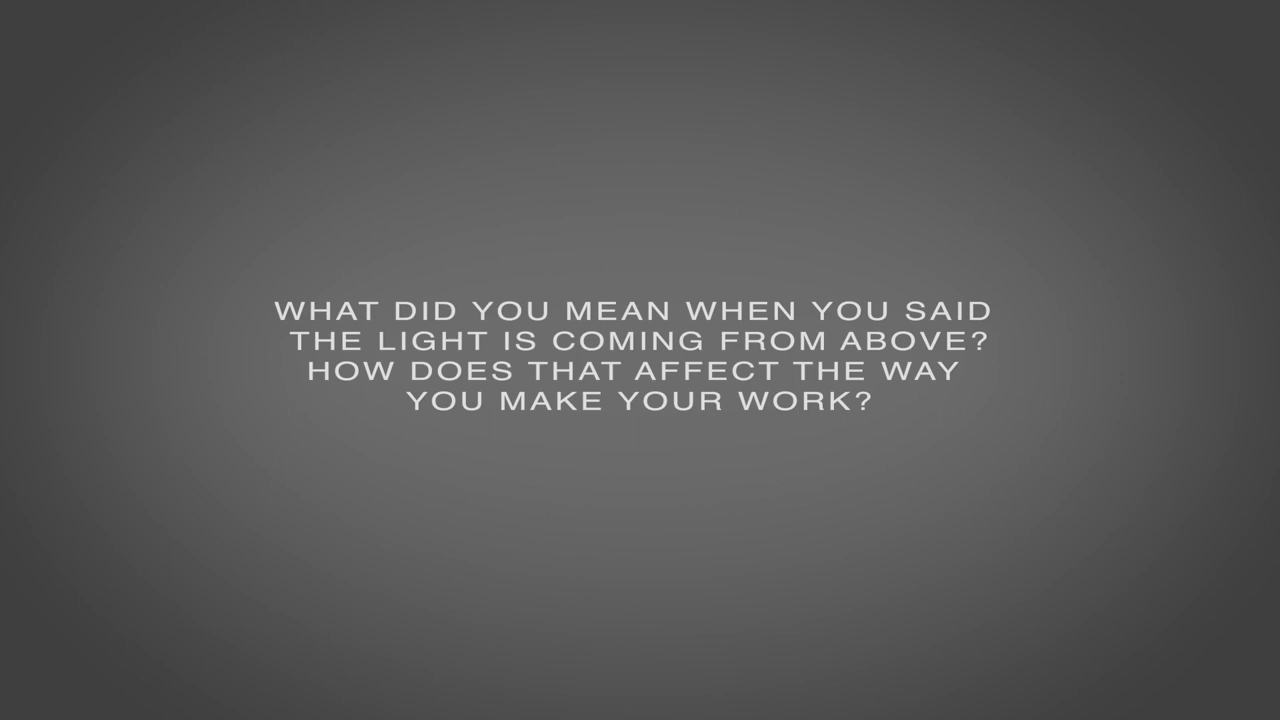 WHAT DID YOU MEAN WHEN YOU SAID
THE LIGHT IS COMING FROM ABOVE?
HOW DOES THAT AFFECT THE WAY
YOU MAKE YOUR WORK?